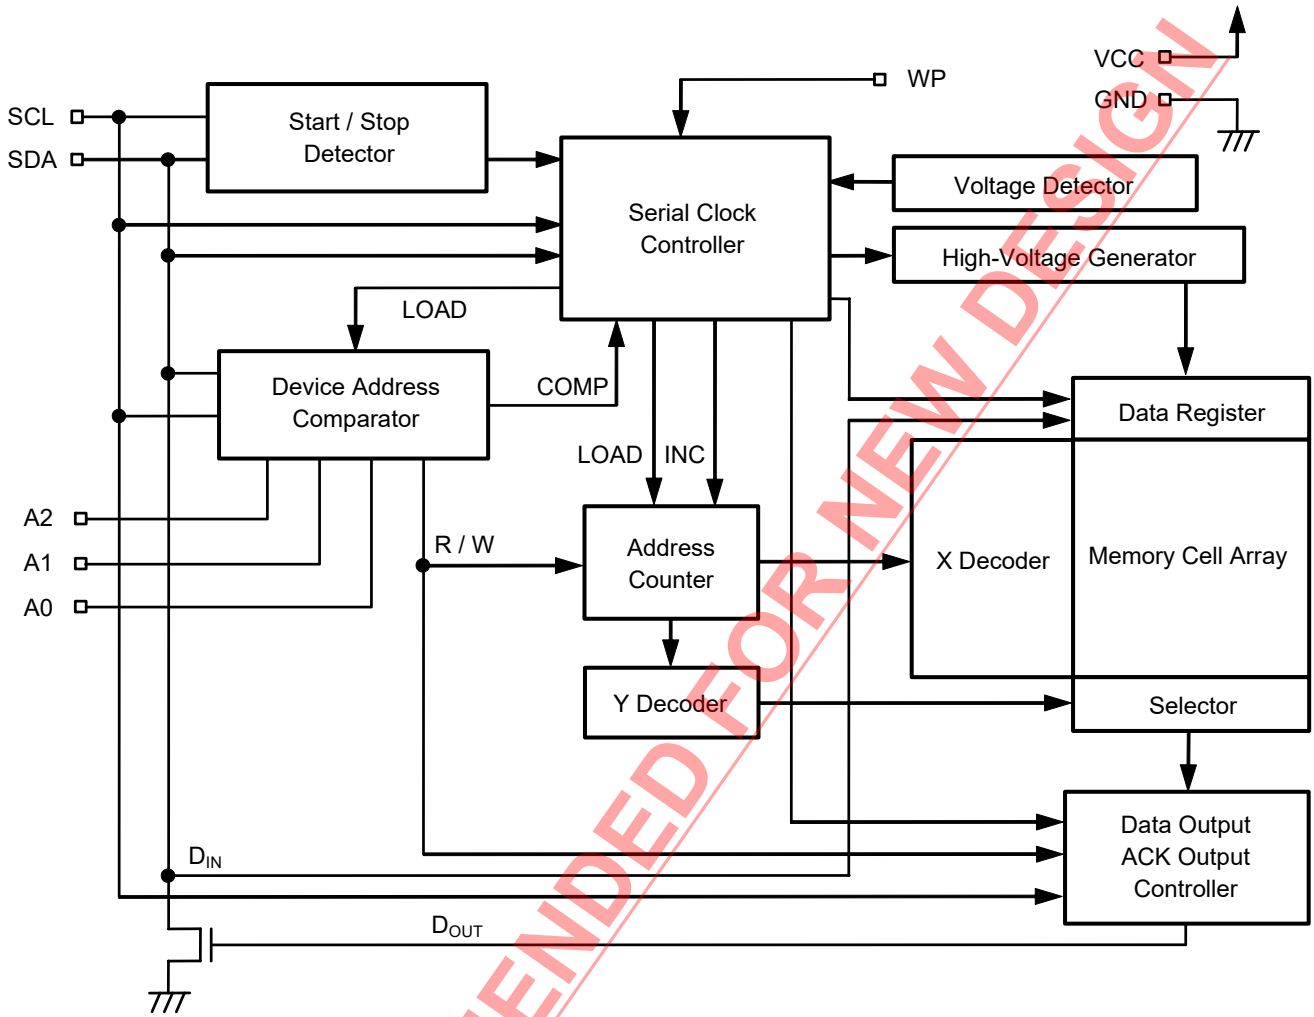 WP
VCC
GND
SCL
SDA
Start / Stop
Detector
Serial Clock
Controller
Voltage Detector
High-Voltage Generator
LOAD
Device Address
Comparator
COMP
Data Register
LOAD
INC
A2
A1
A0
R / W
Address
Counter
X Decoder
Memory Cell Array
Y Decoder
Selector
Data Output
ACK Output
Controller
DIN
DOUT
FOR NEW DESIGN